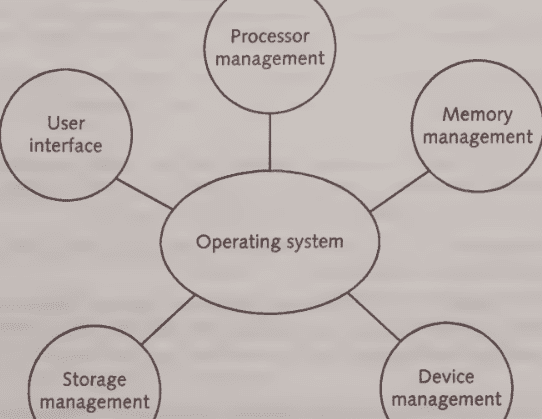 Processor
management
User
interface
Memory
management
Operating system
Storage
management
Device
management